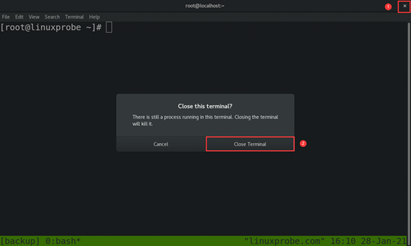 root@localhost:~
1
×
File Edit View Search Terminal Help
[root@linuxprobe ~]#
Close this terminal?
There is still a process running in this terminal. Closing the terminal
will kill it.
Cancel
Close Terminal
2
[backup] 0:bash* "linuxprobe.com" 16:10 28-Jan-21